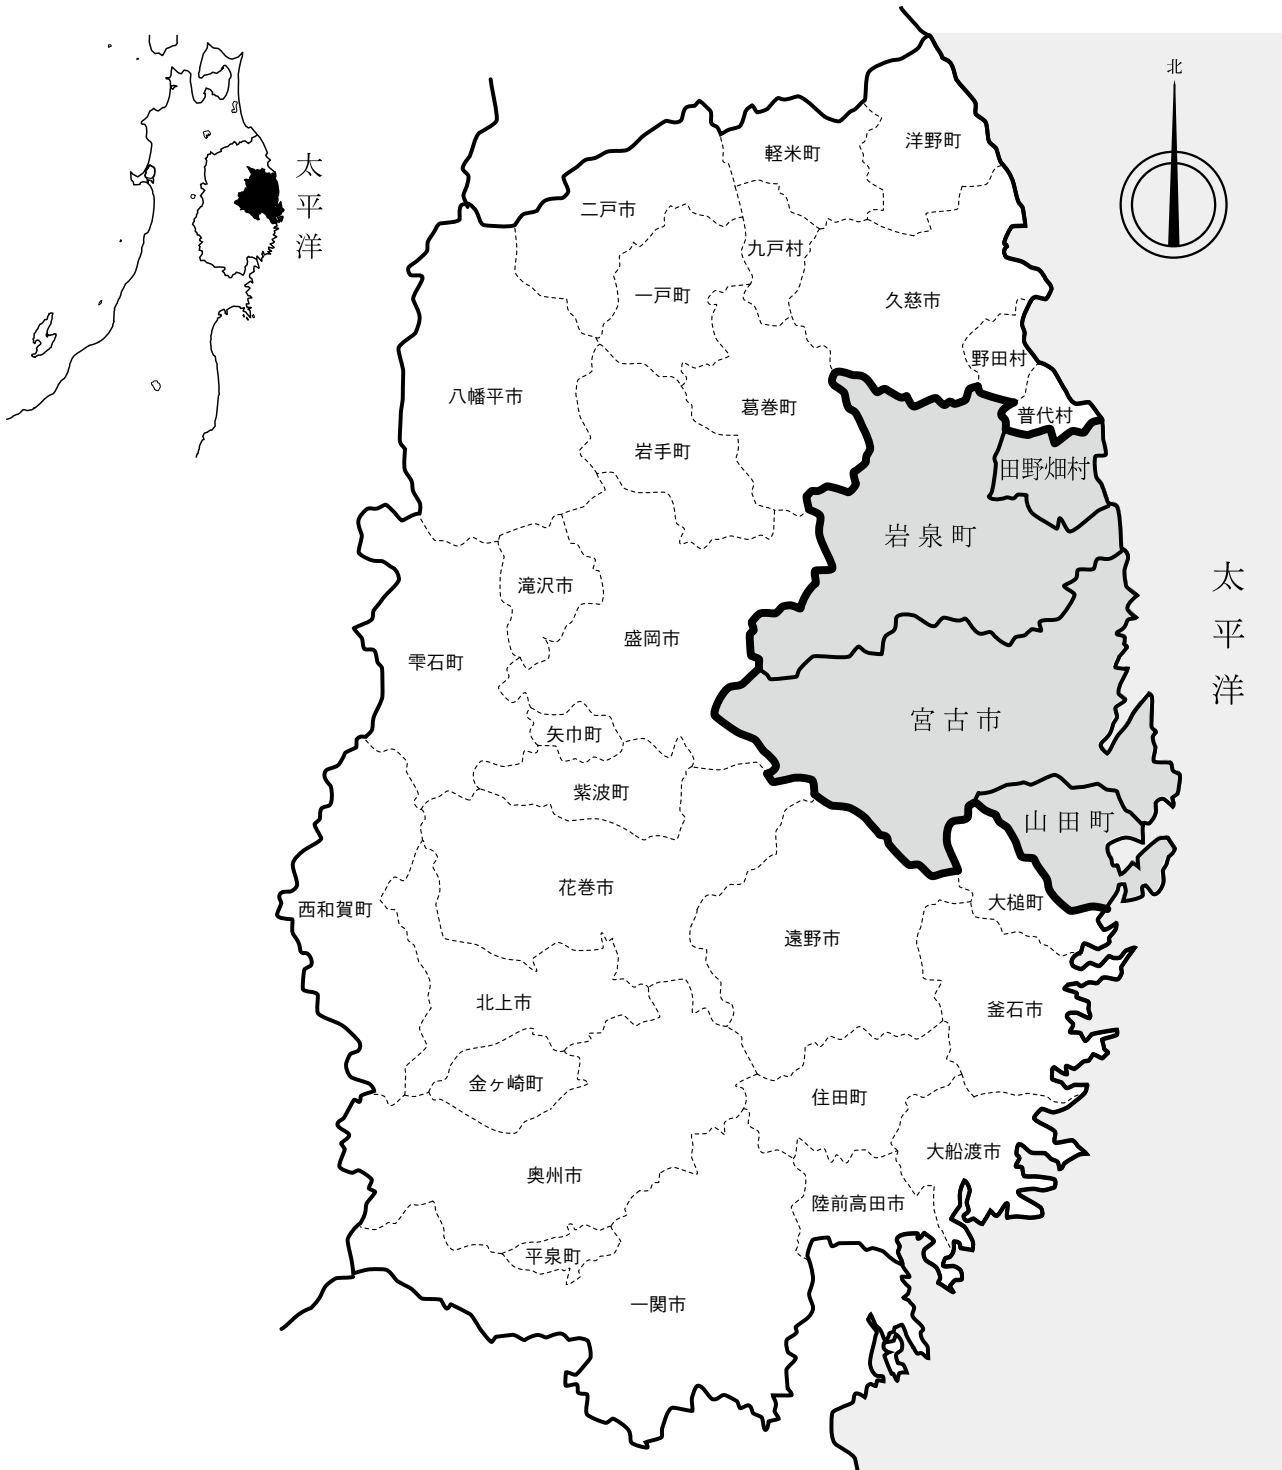 北
洋野町
軽米町
太平洋
二戸市
九戸村
一戸町
久慈市
野田村
八幡平市
葛巻町
普代村
岩手町
田野畑村
岩泉町
太平洋
滝沢市
盛岡市
雫石町
宮古市
矢巾町
紫波町
山田町
花巻市
大槌町
西和賀町
遠野市
北上市
釜石市
金ヶ崎町
住田町
大船渡市
奥州市
陸前高田市
平泉町
一関市